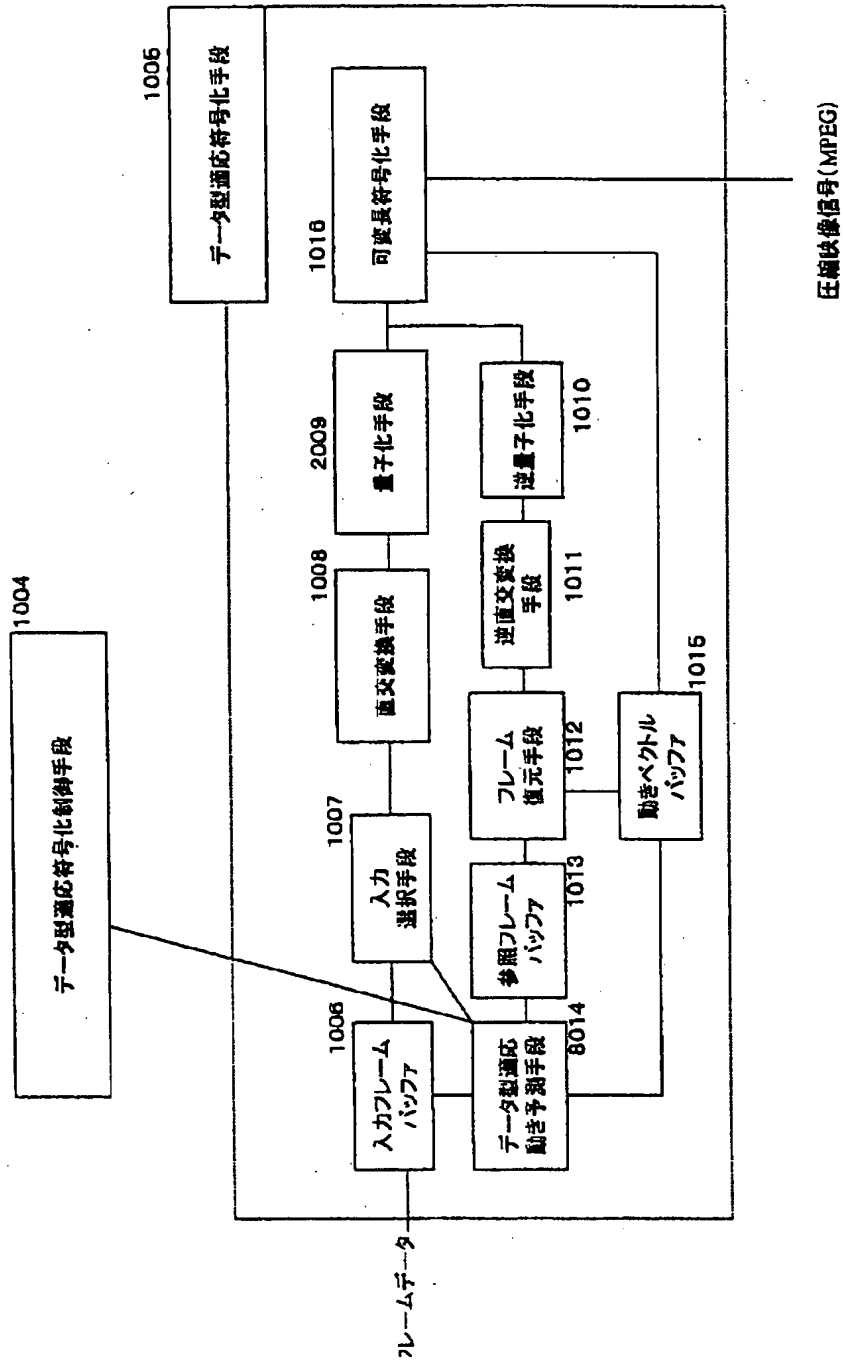 1004
データ型適応符号化制御手段
1005
データ型適応符号化手段
フレームデータ
1006
入力フレーム
バッファ
1007
入力
選択手段
1008
直交変換手段
2009
量子化手段
1016
可変長符号化手段
データ型適応
動き予測手段
8014
参照フレーム
バッファ
1013
フレーム
復元手段
1012
逆直交変換
手段
1011
逆量子化手段
1010
動きベクトル
バッファ
1015
圧縮映像信号(MPEG)